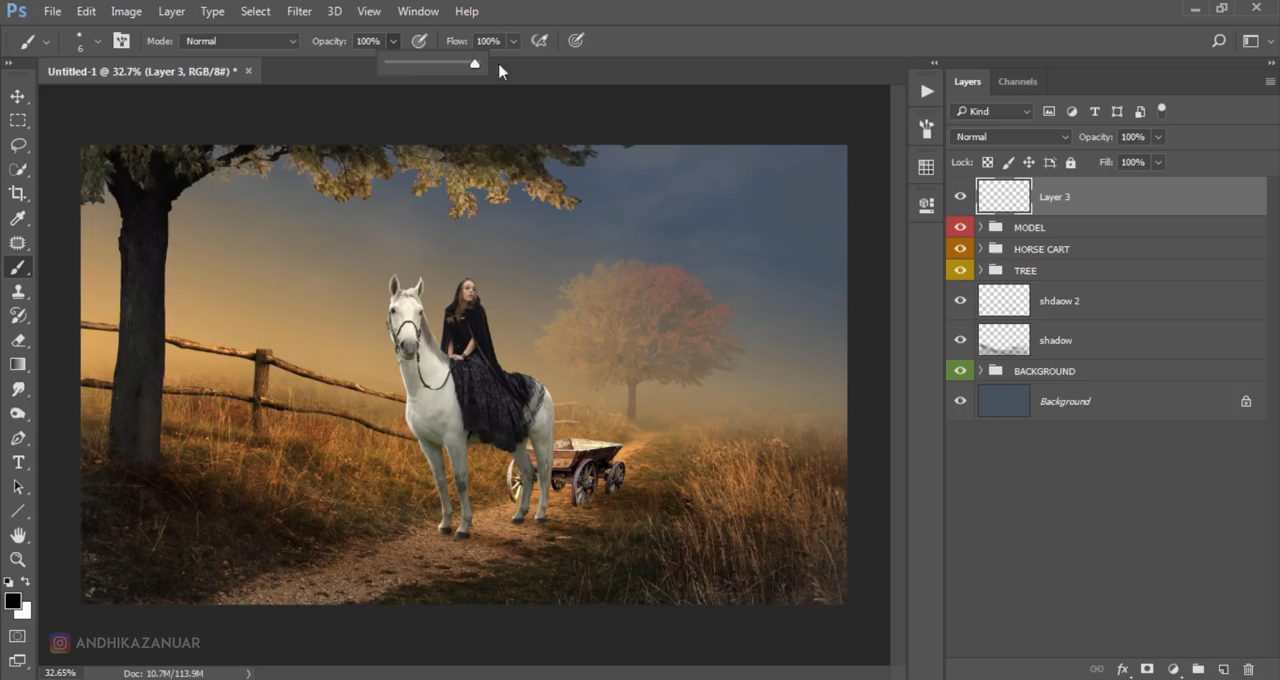 Ps File Edit Image Layer Type Select Filter 3D View Window Help
6 Mode: Normal Opacity: 100% Flow: 100%
Untitled-1 @ 32.7% (Layer 3, RGB/8#) * ×
Layers Channels
Kind
Normal Opacity: 100%
Lock: Fill: 100%
Layer 3
MODEL
HORSE CART
TREE
shdaow 2
shadow
BACKGROUND
Background
ANDHIKAZANUAR
32.65% Doc: 10.7M/113.9M
fx